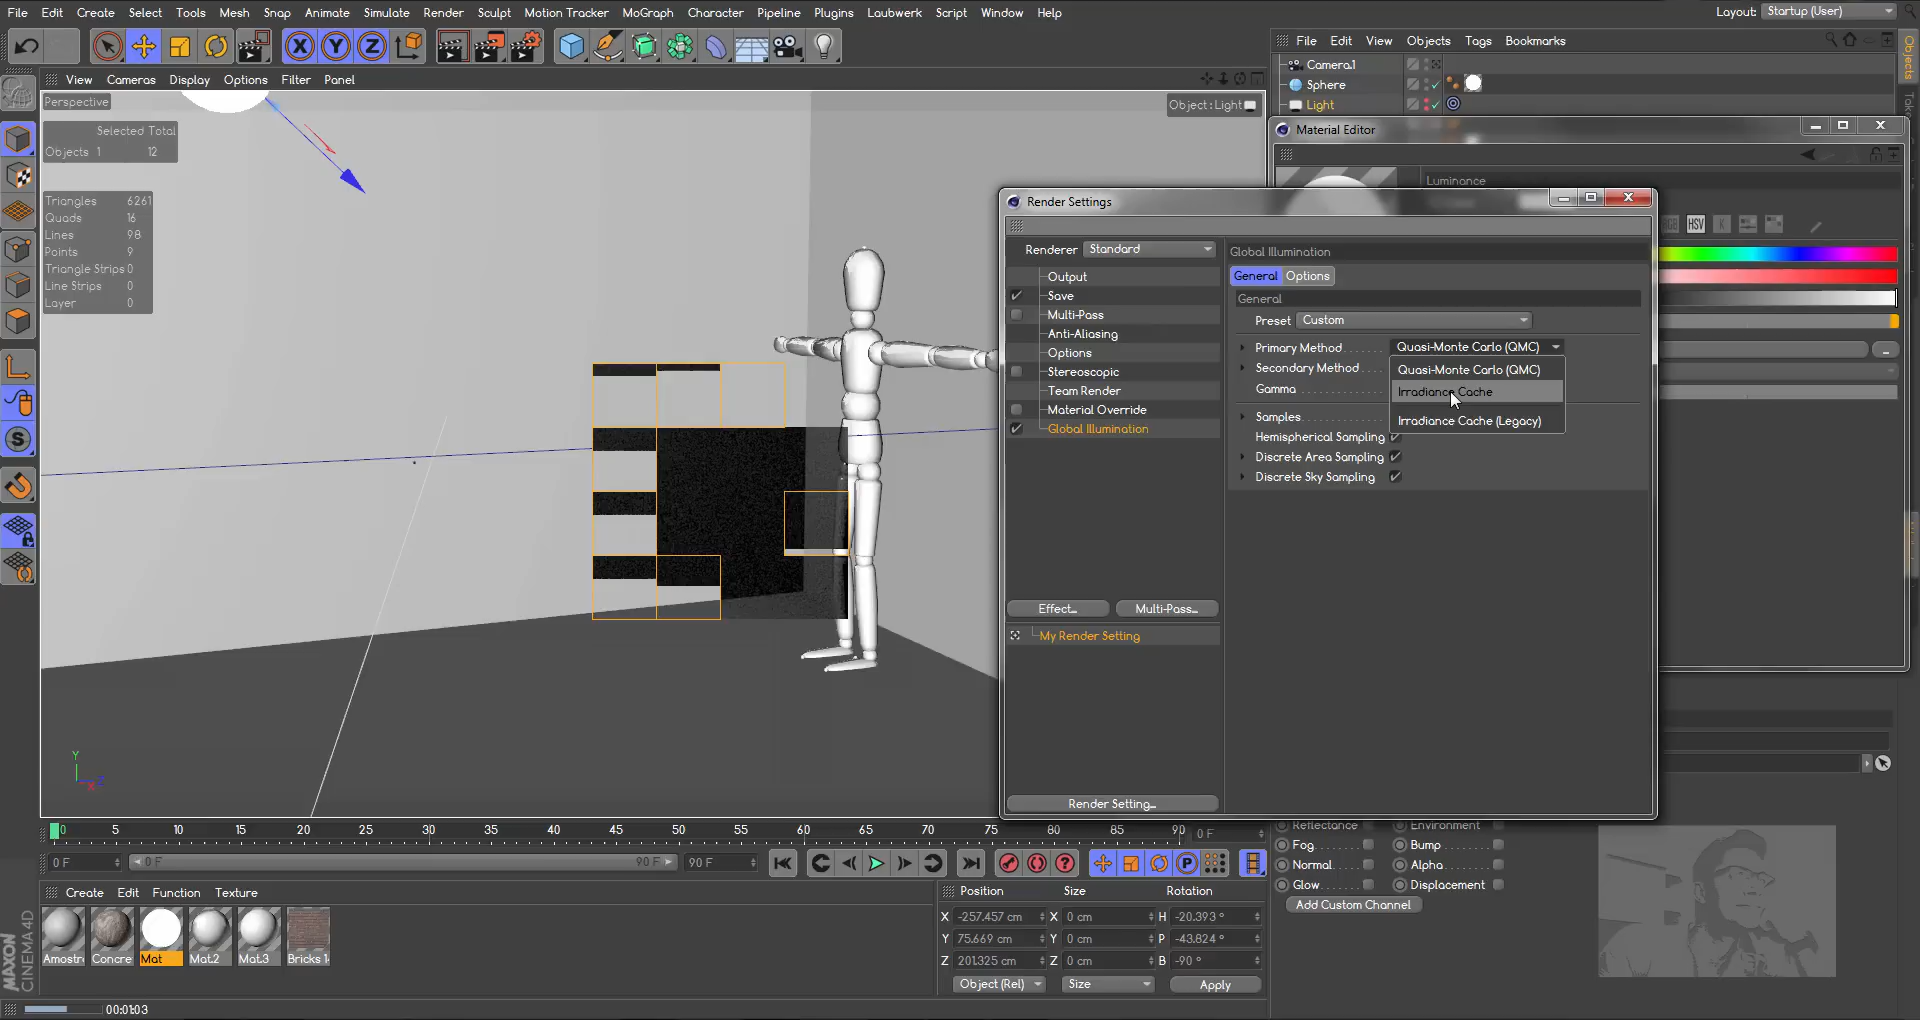 File Edit Create Select Tools Mesh Snap Animate Simulate Render Sculpt Motion Tracker MoGraph Character Pipeline Plugins Laubwerk Script Window Help
Layout: Startup (User)
X Y Z
File Edit View Objects Tags Bookmarks
View Cameras Display Options Filter Panel
Camera.1
Sphere
Light
Objects
Perspective
Object : Light
Selected Total
Objects 1 12
Triangles 6261
Quads 16
Lines 98
Points 9
Triangle Strips 0
Line Strips 0
Layer 0
Material Editor
Luminance
HSV
Render Settings
Renderer Standard
Output
Save
Multi-Pass
Anti-Aliasing
Options
Stereoscopic
Team Render
Material Override
Global Illumination
Effect...
Multi-Pass...
My Render Setting
Render Setting...
Global Illumination
General Options
General
Preset Custom
Primary Method Quasi-Monte Carlo (QMC)
Secondary Method
Gamma
Quasi-Monte Carlo (QMC)
Irradiance Cache
Irradiance Cache (Legacy)
Samples
Hemispherical Sampling
Discrete Area Sampling
Discrete Sky Sampling
Y
X
Z
0 5 10 15 20 25 30 35 40 45 50 55 60 65 70 75 80 85 90 0 F
0 F 0 F 90 F 90 F
Create Edit Function Texture
Amostr Concre Mat Mat.2 Mat.3 Bricks 1
Position Size Rotation
X -257.457 cm X 0 cm H -20.393 °
Y 75.669 cm Y 0 cm P -43.824 °
Z 201.325 cm Z 0 cm B -90 °
Object (Rel) Size Apply
Reflectance Environment
Fog Bump
Normal Alpha
Glow Displacement
Add Custom Channel
MAXON
CINEMA 4D
00:01:03